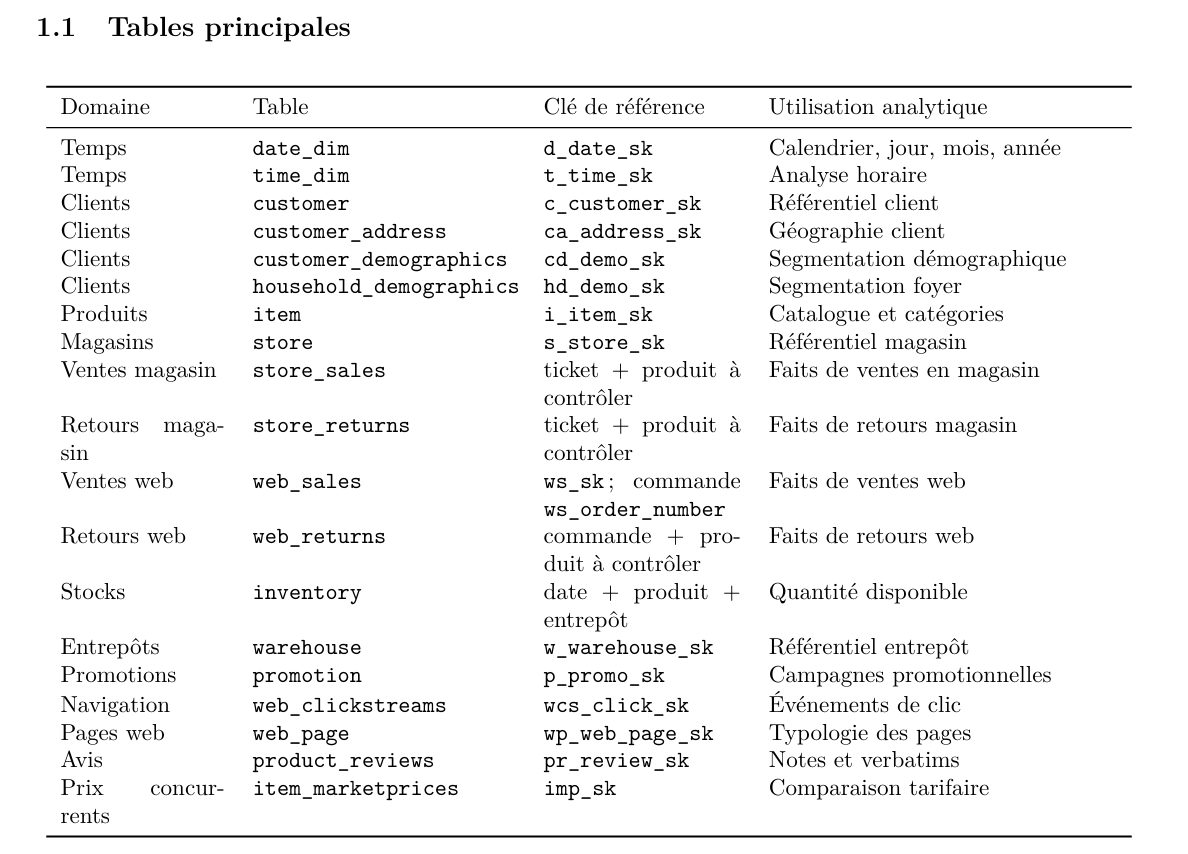 1.1 Tables principales
Domaine Table Clé de référence Utilisation analytique
Temps date_dim d_date_sk Calendrier, jour, mois, année
Temps time_dim t_time_sk Analyse horaire
Clients customer c_customer_sk Référentiel client
Clients customer_address ca_address_sk Géographie client
Clients customer_demographics cd_demo_sk Segmentation démographique
Clients household_demographics hd_demo_sk Segmentation foyer
Produits item i_item_sk Catalogue et catégories
Magasins store s_store_sk Référentiel magasin
Ventes magasin store_sales ticket + produit à Faits de ventes en magasin
contrôler
Retours maga- store_returns ticket + produit à Faits de retours magasin
sin contrôler
Ventes web web_sales ws_sk ; commande Faits de ventes web
ws_order_number
Retours web web_returns commande + pro- Faits de retours web
duit à contrôler
Stocks inventory date + produit + Quantité disponible
entrepôt
Entrepôts warehouse w_warehouse_sk Référentiel entrepôt
Promotions promotion p_promo_sk Campagnes promotionnelles
Navigation web_clickstreams wcs_click_sk Événements de clic
Pages web web_page wp_web_page_sk Typologie des pages
Avis product_reviews pr_review_sk Notes et verbatims
Prix concur- item_marketprices imp_sk Comparaison tarifaire
rents